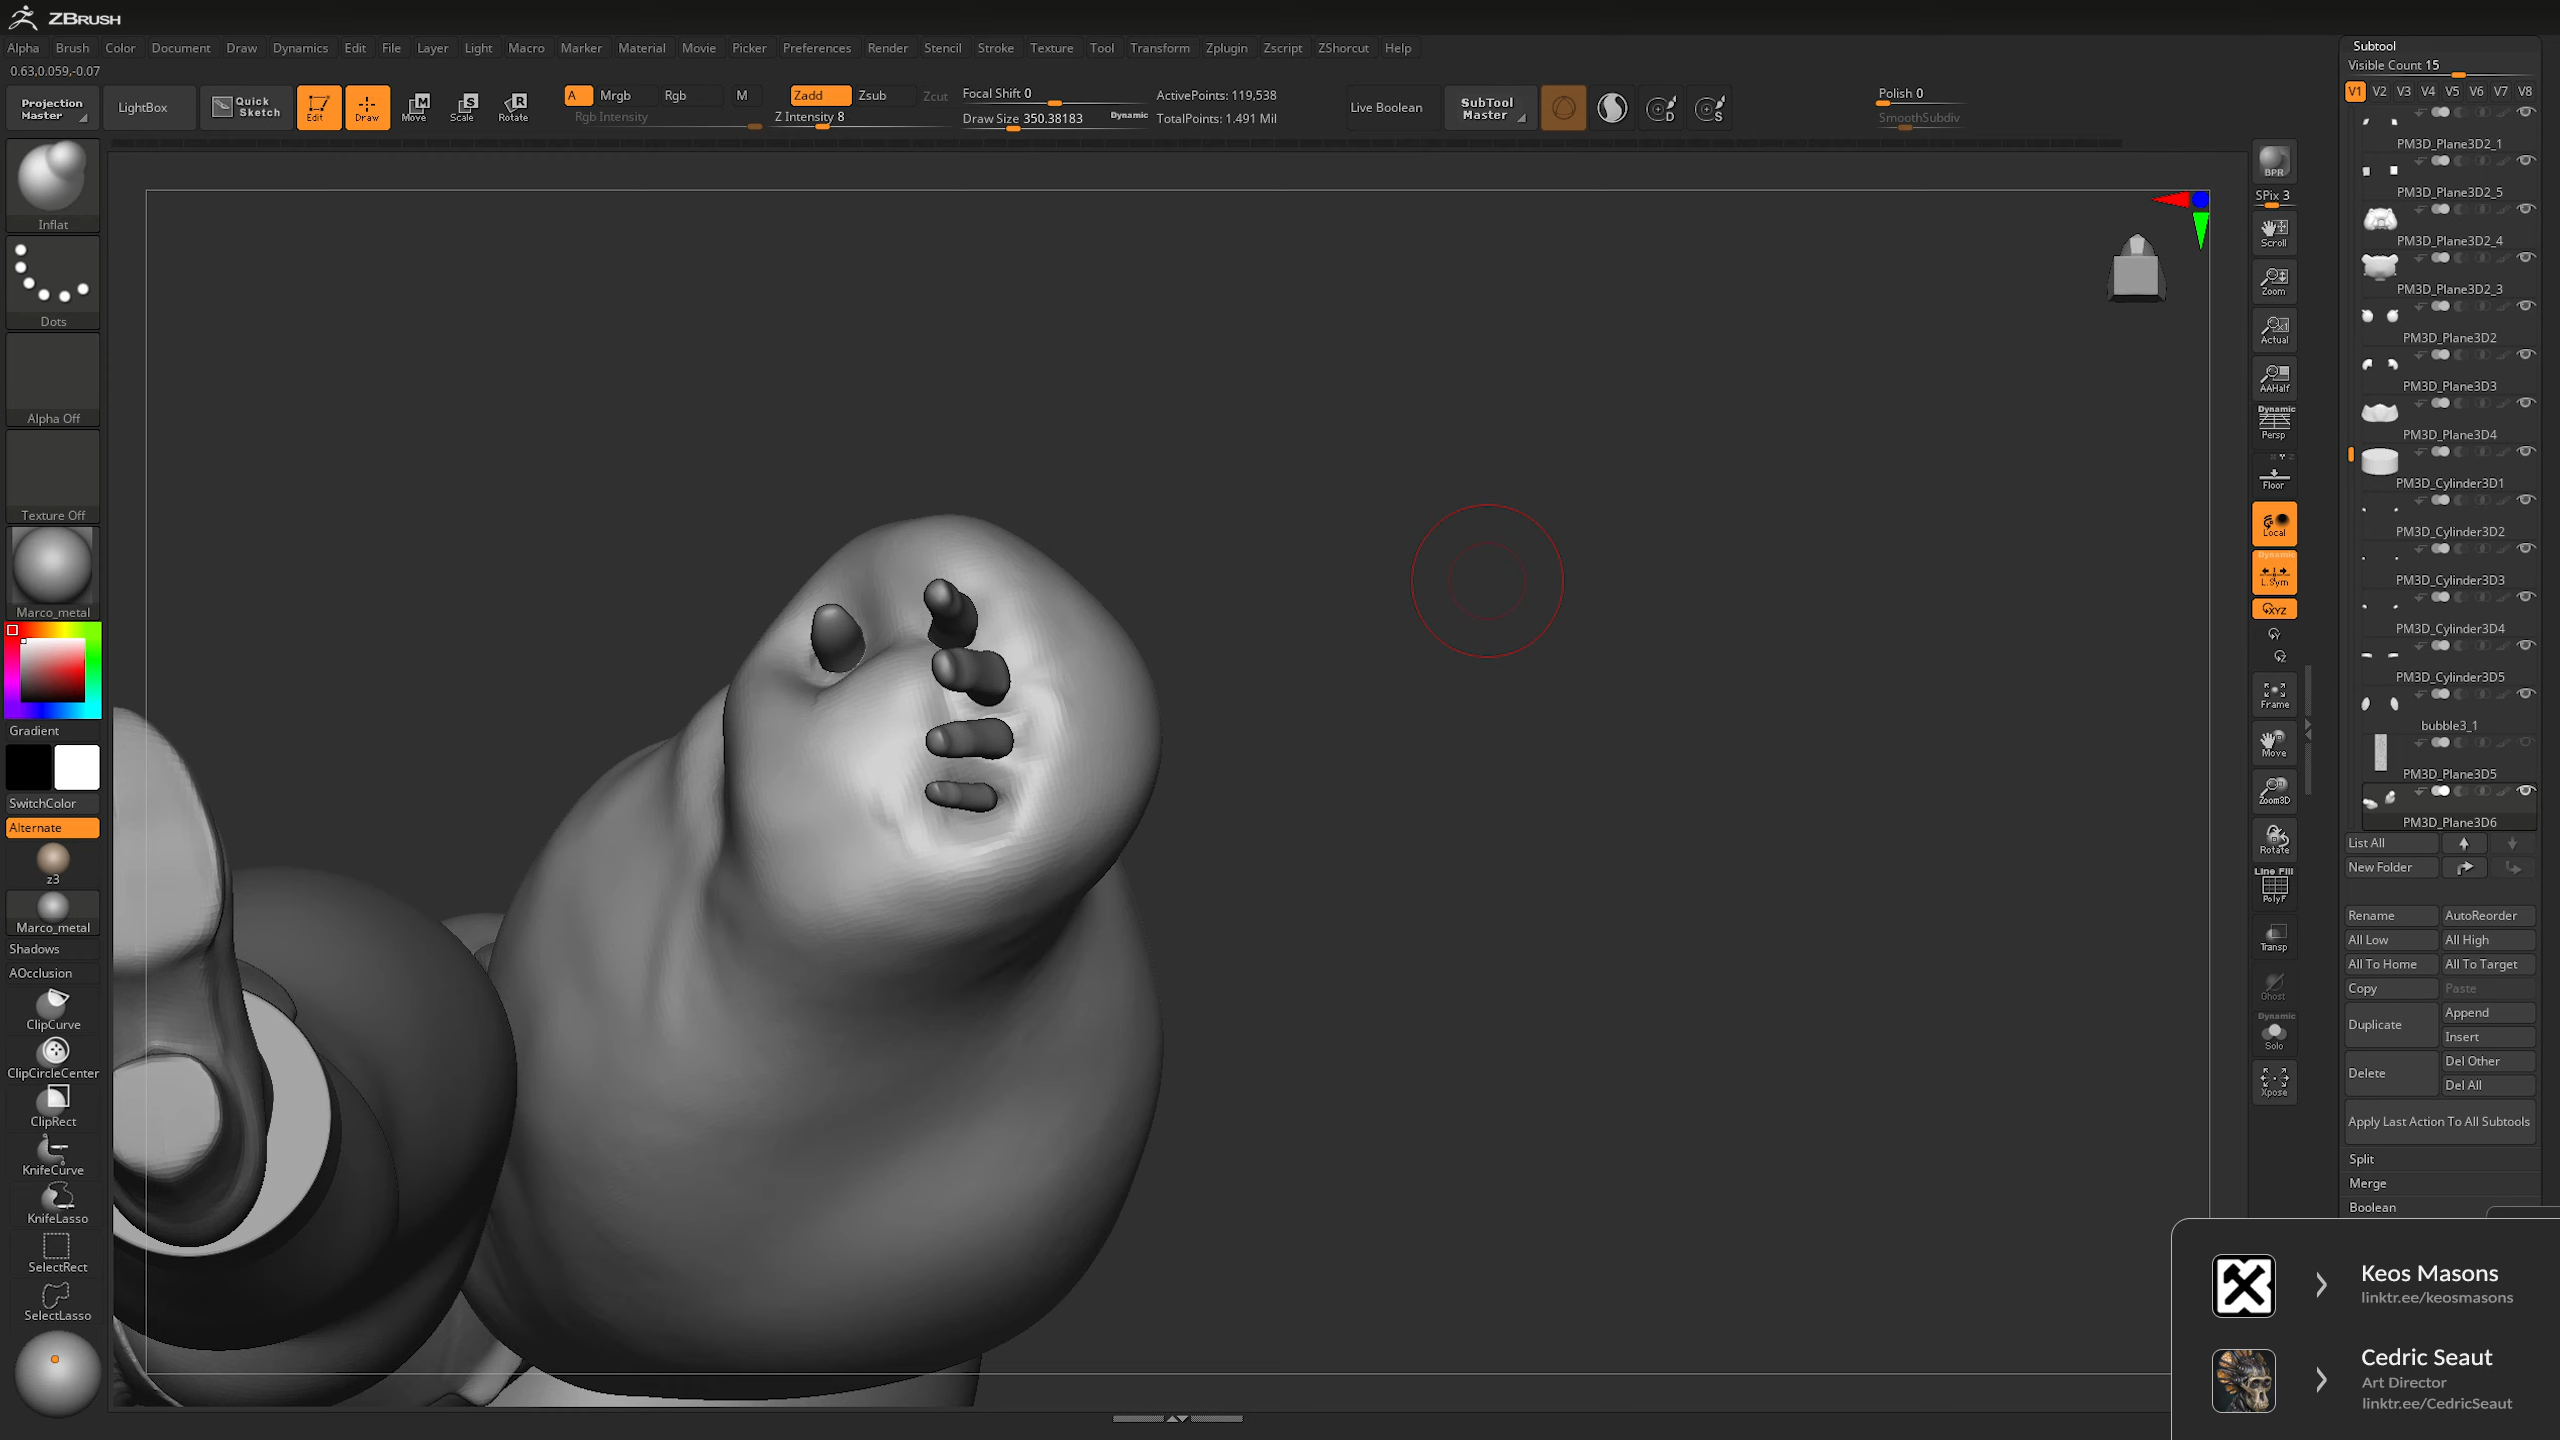 ZBRUSH
Alpha Brush Color Document Draw Dynamics Edit File Layer Light Macro Marker Material Movie Picker Preferences Render Stencil Stroke Texture Tool Transform Zplugin Zscript ZShorcut Help
0.63,0.059,-0.07
Projection Master
LightBox
Quick Sketch
Edit
Draw
Move
Scale
Rotate
A Mrgb Rgb M
Rgb Intensity
Zadd Zsub Zcut
Z Intensity 8
Focal Shift 0
Draw Size 350.38183
Dynamic
ActivePoints: 119,538
TotalPoints: 1.491 Mil
Live Boolean
SubTool Master
Polish 0
SmoothSubdiv
Inflat
Dots
Alpha Off
Texture Off
Marco_metal
Gradient
SwitchColor
Alternate
z3
Marco_metal
Shadows
AOcclusion
ClipCurve
ClipCircleCenter
ClipRect
KnifeCurve
KnifeLasso
SelectRect
SelectLasso
BPR
SPix 3
Scroll
Zoom
Actual
AAHalf
Dynamic
Persp
Floor
Local
Dynamic
L.Sym
XYZ
Frame
Move
Zoom3D
Rotate
Line Fill
PolyF
Transp
Ghost
Dynamic
Solo
Xpose
Subtool
Visible Count 15
V1 V2 V3 V4 V5 V6 V7 V8
PM3D_Plane3D2_1
PM3D_Plane3D2_5
PM3D_Plane3D2_4
PM3D_Plane3D2_3
PM3D_Plane3D2
PM3D_Plane3D3
PM3D_Plane3D4
PM3D_Cylinder3D1
PM3D_Cylinder3D2
PM3D_Cylinder3D3
PM3D_Cylinder3D4
PM3D_Cylinder3D5
bubble3_1
PM3D_Plane3D5
PM3D_Plane3D6
List All
New Folder
Rename AutoReorder
All Low All High
All To Home All To Target
Copy Paste
Duplicate Append
Insert
Delete Del Other
Del All
Apply Last Action To All Subtools
Split
Merge
Boolean
Keos Masons
linktr.ee/keosmasons
Cedric Seaut
Art Director
linktr.ee/CedricSeaut